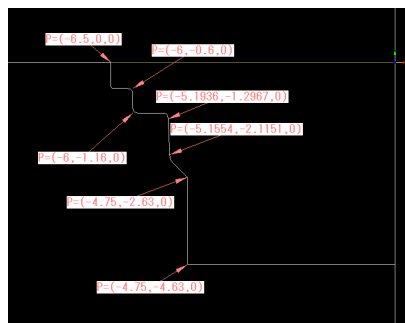 P=(-6.5,0,0)
P=(-6,-0.6,0)
P=(-5.1936,-1.2967,0)
P=(-5.1554,-2.1151,0)
P=(-6,-1.16,0)
P=(-4.75,-2.63,0)
P=(-4.75,-4.63,0)